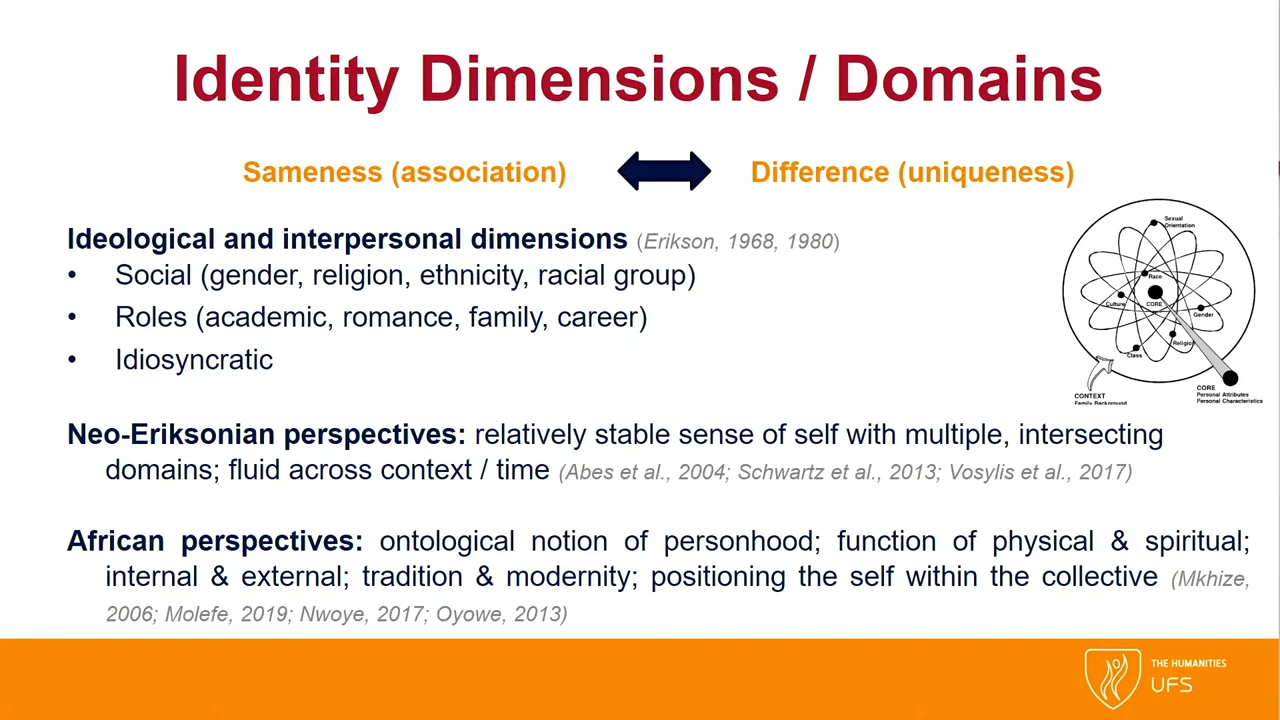 Identity Dimensions / Domains
Sameness (association)
Difference (uniqueness)
Ideological and interpersonal dimensions (Erikson, 1968, 1980)
• Social (gender, religion, ethnicity, racial group)
• Roles (academic, romance, family, career)
• Idiosyncratic
Sexual
Orientation
Race
Culture
CORE
Gender
Religion
Class
CONTEXT
Family Background
CORE
Personal Attributes
Personal Characteristics
Neo-Eriksonian perspectives: relatively stable sense of self with multiple, intersecting
domains; fluid across context / time (Abes et al., 2004; Schwartz et al., 2013; Vosylis et al., 2017)
African perspectives: ontological notion of personhood; function of physical & spiritual;
internal & external; tradition & modernity; positioning the self within the collective (Mkhize,
2006; Molefe, 2019; Nwoye, 2017; Oyowe, 2013)
THE HUMANITIES
UFS